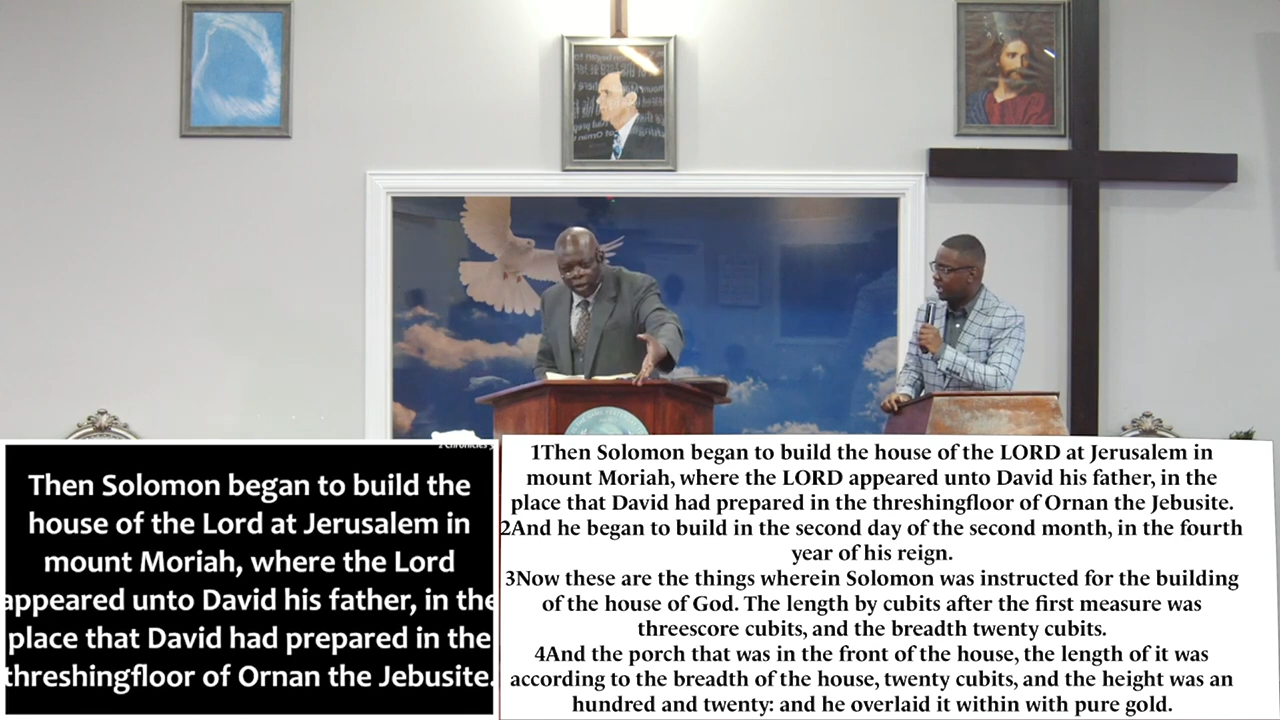 2 Chronicles
Then Solomon began to build the
house of the Lord at Jerusalem in
mount Moriah, where the Lord
appeared unto David his father, in the
place that David had prepared in the
threshingfloor of Ornan the Jebusite.
1Then Solomon began to build the house of the LORD at Jerusalem in
mount Moriah, where the LORD appeared unto David his father, in the
place that David had prepared in the threshingfloor of Ornan the Jebusite.
2And he began to build in the second day of the second month, in the fourth
year of his reign.
3Now these are the things wherein Solomon was instructed for the building
of the house of God. The length by cubits after the first measure was
threescore cubits, and the breadth twenty cubits.
4And the porch that was in the front of the house, the length of it was
according to the breadth of the house, twenty cubits, and the height was an
hundred and twenty: and he overlaid it within with pure gold.